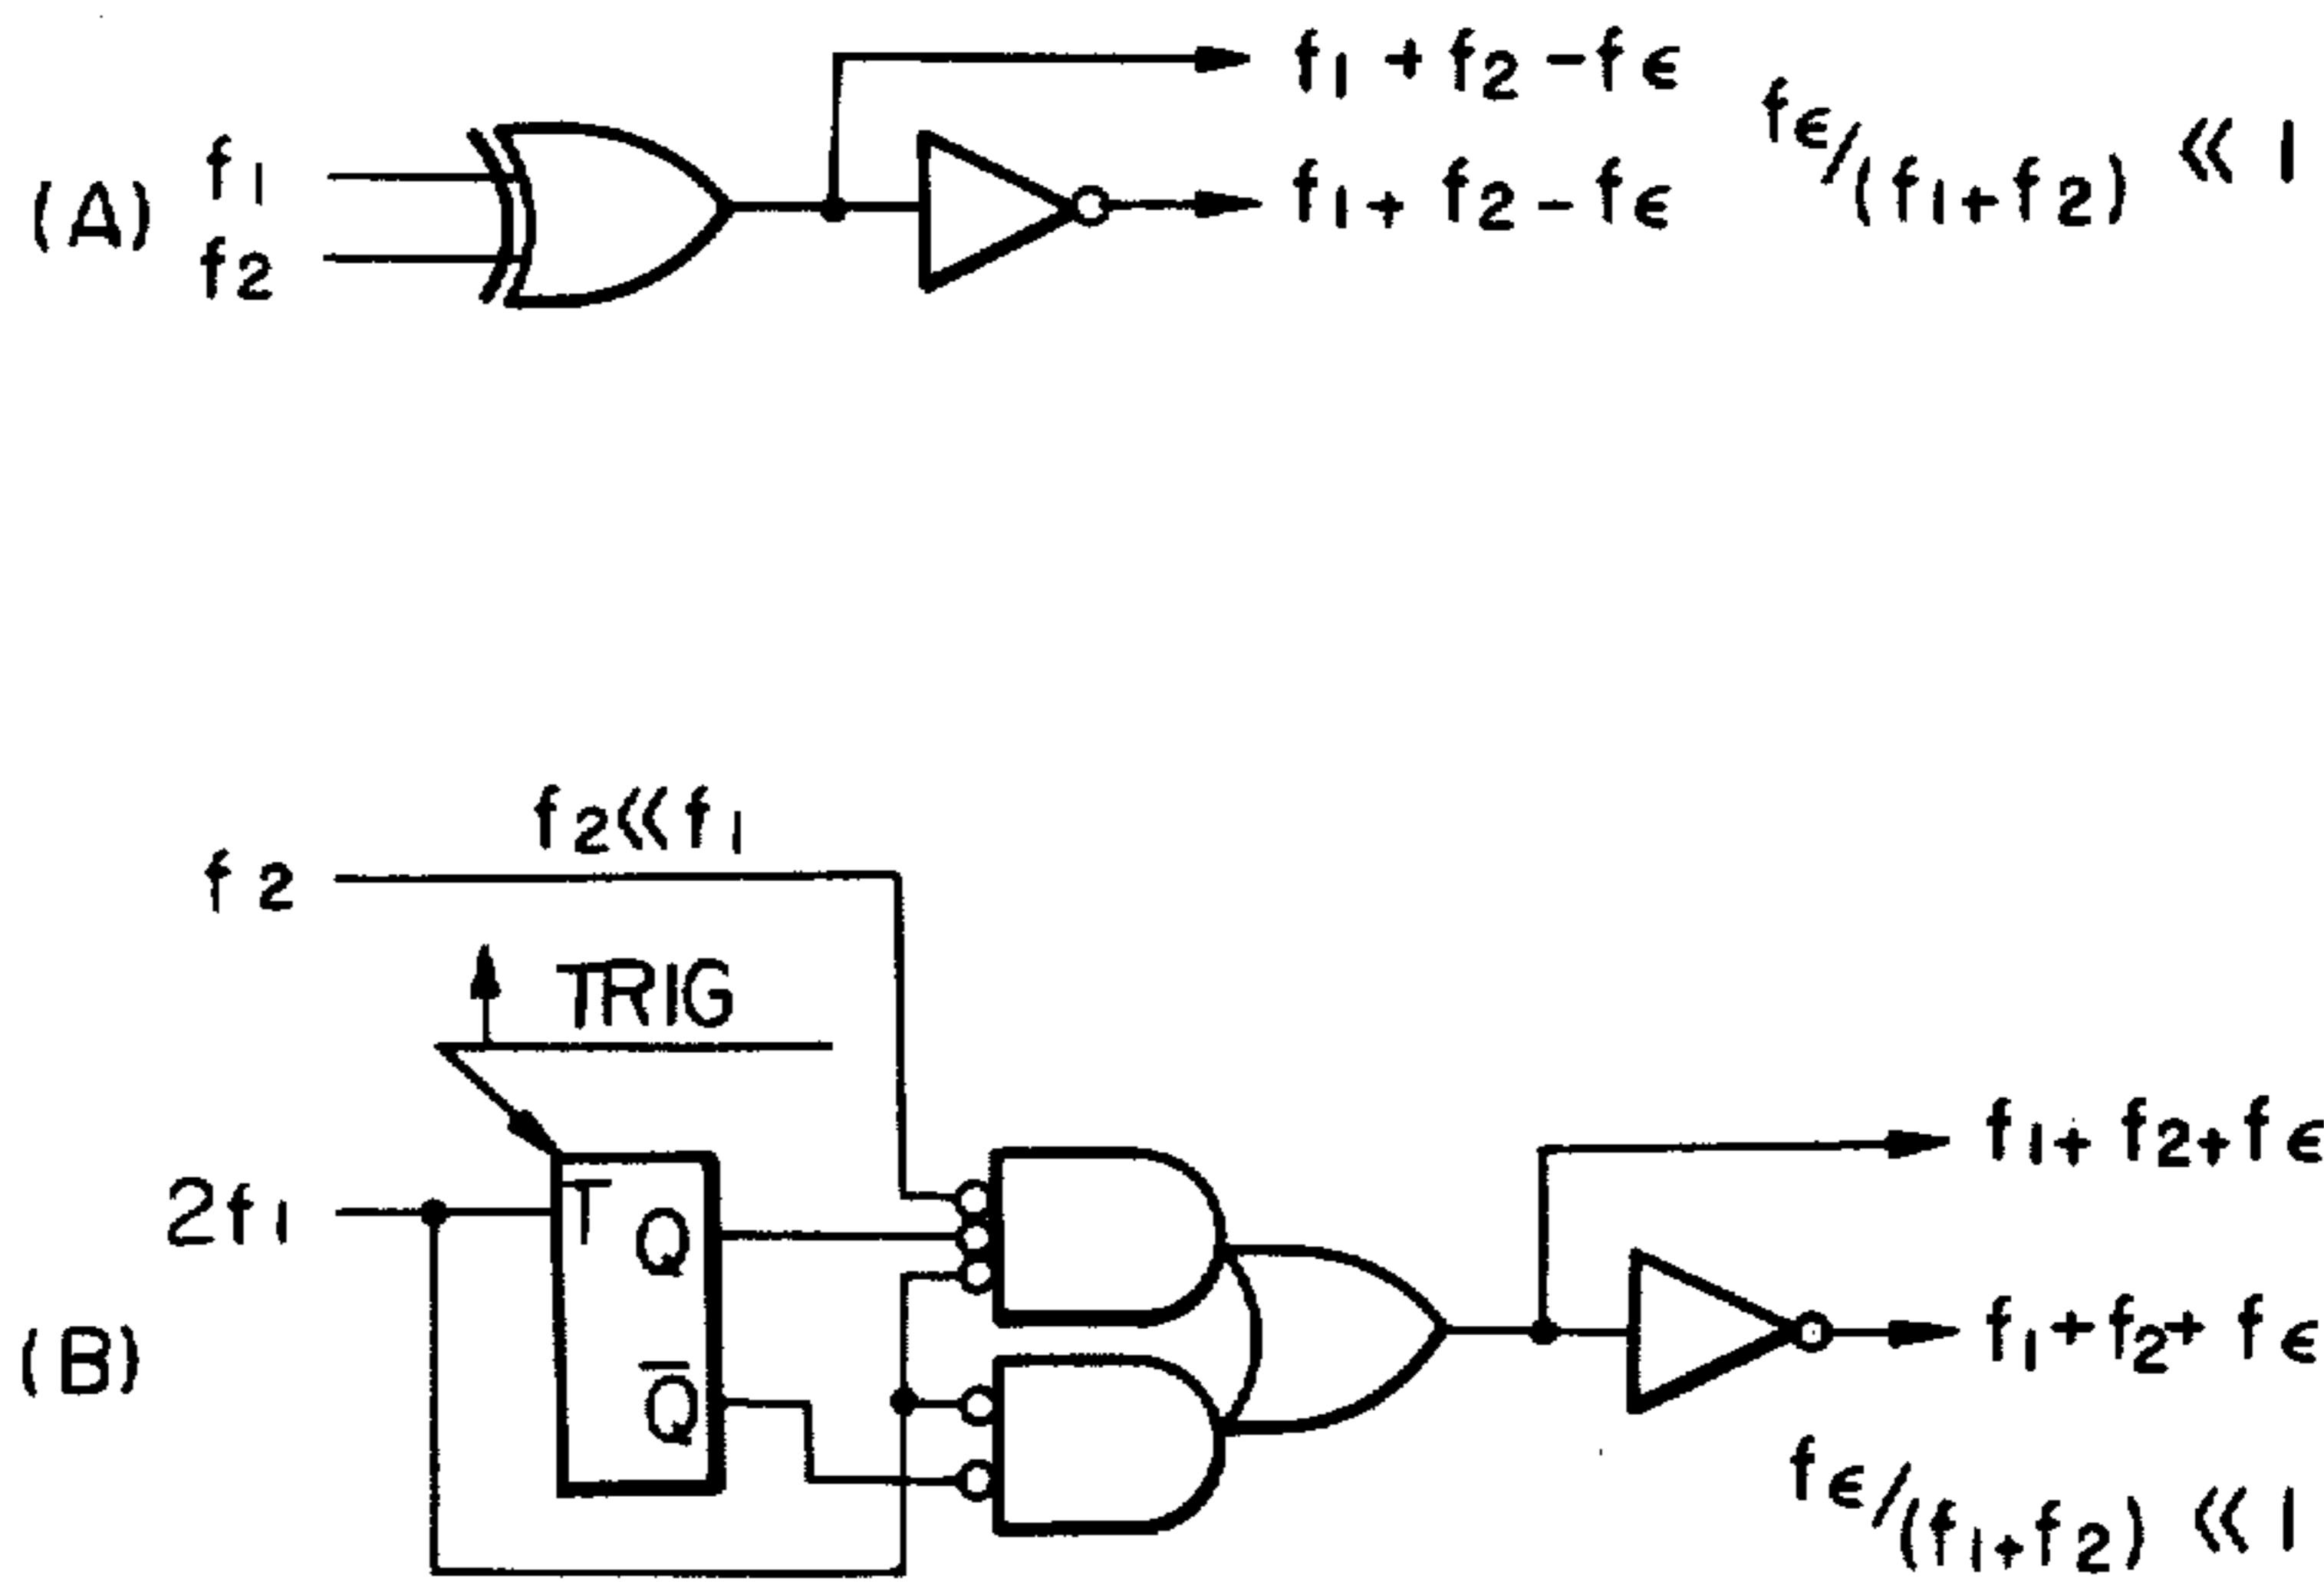 f1 + f2 - fϵ
fϵ/(f1+f2) << 1
f1
(A)
f1+ f2 - fϵ
f2
f2<<f1
f2
TRIG
f1+ f2+ fϵ
2f1
T
Q
f1+f2+ fϵ
(B)
Q̅
fϵ/(f1+f2) << 1